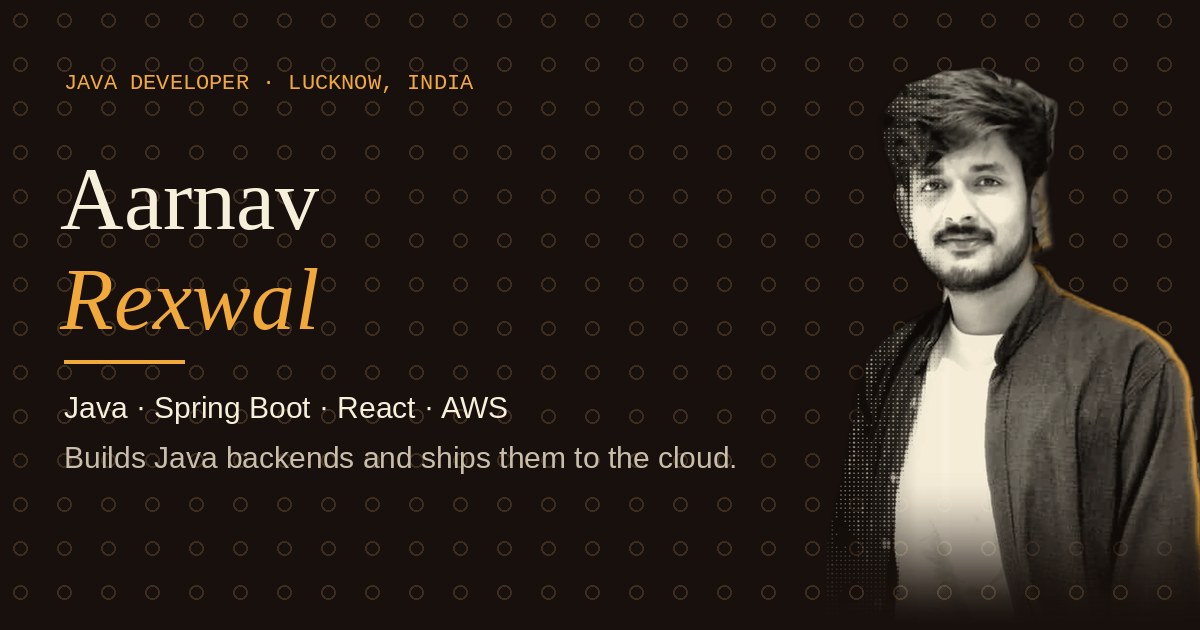 JAVA DEVELOPER · LUCKNOW, INDIA
Aarnav
Rexwal
Java · Spring Boot · React · AWS
Builds Java backends and ships them to the cloud.